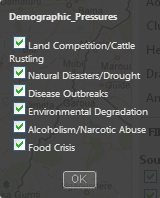 Demographic_Pressures
Land Competition/Cattle
Rustling
Natural Disasters/Drought
Disease Outbreaks
Environmental Degradation
Alcoholism/Narcotic Abuse
Food Crisis
OK